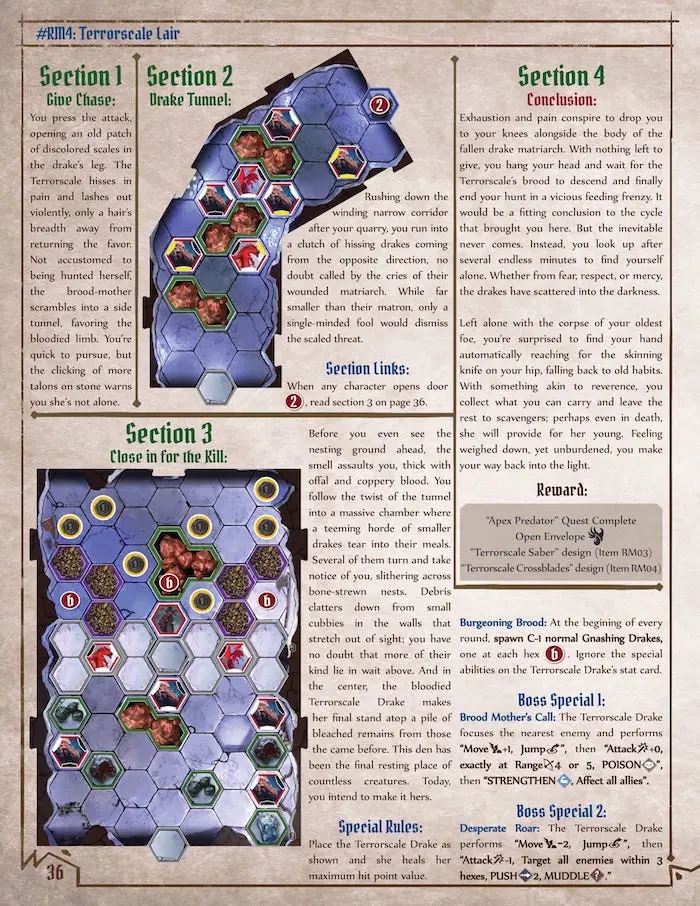 #RM4: Terrorscale Lair
Section 1
Give Chase:
You press the attack,
opening an old patch
of discolored scales in
the drake's leg. The
Terrorscale hisses in
pain and lashes out
violently, only a hair's
breadth away from
returning the favor.
Not accustomed to
being hunted herself,
the brood-mother
scrambles into a side
tunnel, favoring the
bloodied limb. You're
quick to pursue, but
the clicking of more
talons on stone warns
you she's not alone.
Section 2
Drake Tunnel:
2
Rushing down the
winding narrow corridor
after your quarry, you run into
a clutch of hissing drakes coming
from the opposite direction, no
doubt called by the cries of their
wounded matriarch. While far
smaller than their matron, only a
single-minded fool would dismiss
the scaled threat.
Section Links:
When any character opens door
2, read section 3 on page 36.
Section 3
Close in for the Kill:
1
1
1
1
1
1
1
b
b
b
Before you even see the
nesting ground ahead, the
smell assaults you, thick with
offal and coppery blood. You
follow the twist of the tunnel
into a massive chamber where
a teeming horde of smaller
drakes tear into their meals.
Several of them turn and take
notice of you, slithering across
bone-strewn nests. Debris
clatters down from small
cubbies in the walls that
stretch out of sight; you have
no doubt that more of their
kind lie in wait above. And in
the center, the bloodied
Terrorscale Drake makes
her final stand atop a pile of
bleached remains from those
the came before. This den has
been the final resting place of
countless creatures. Today,
you intend to make it hers.
Special Rules:
Place the Terrorscale Drake as
shown and she heals her
maximum hit point value.
Section 4
Conclusion:
Exhaustion and pain conspire to drop you
to your knees alongside the body of the
fallen drake matriarch. With nothing left to
give, you hang your head and wait for the
Terrorscale's brood to descend and finally
end your hunt in a vicious feeding frenzy. It
would be a fitting conclusion to the cycle
that brought you here. But the inevitable
never comes. Instead, you look up after
several endless minutes to find yourself
alone. Whether from fear, respect, or mercy,
the drakes have scattered into the darkness.
Left alone with the corpse of your oldest
foe, you're surprised to find your hand
automatically reaching for the skinning
knife on your hip, falling back to old habits.
With something akin to reverence, you
collect what you can carry and leave the
rest to scavengers; perhaps even in death,
she will provide for her young. Feeling
weighed down, yet unburdened, you make
your way back into the light.
Reward:
"Apex Predator" Quest Complete
Open Envelope
"Terrorscale Saber" design (Item RM03)
"Terrorscale Crossblades" design (Item RM04)
Burgeoning Brood: At the begining of every
round, spawn C-1 normal Gnashing Drakes,
one at each hex b. Ignore the special
abilities on the Terrorscale Drake's stat card.
Boss Special 1:
Brood Mother's Call: The Terrorscale Drake
focuses the nearest enemy and performs
"Move +1, Jump", then "Attack +0,
exactly at Range 4 or 5, POISON",
then "STRENGTHEN, Affect all allies".
Boss Special 2:
Desperate Roar: The Terrorscale Drake
performs "Move -2, Jump", then
"Attack -1, Target all enemies within 3
hexes, PUSH 2, MUDDLE."
36